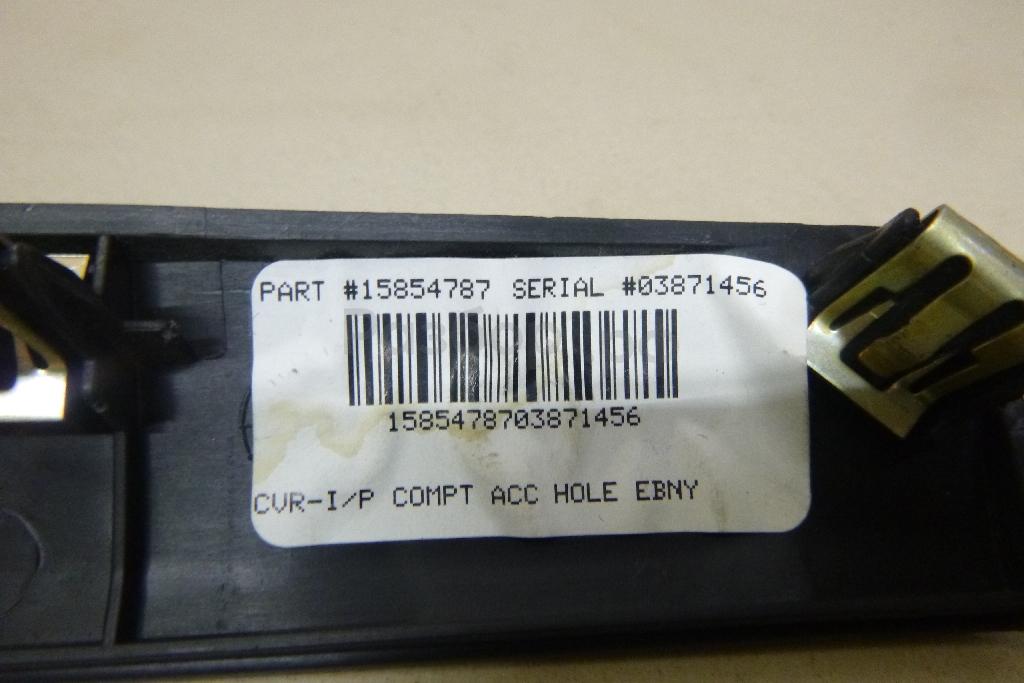 PART #15854787 SERIAL #03871456
1585478703871456
CVR-I/P COMPT ACC HOLE EBNY